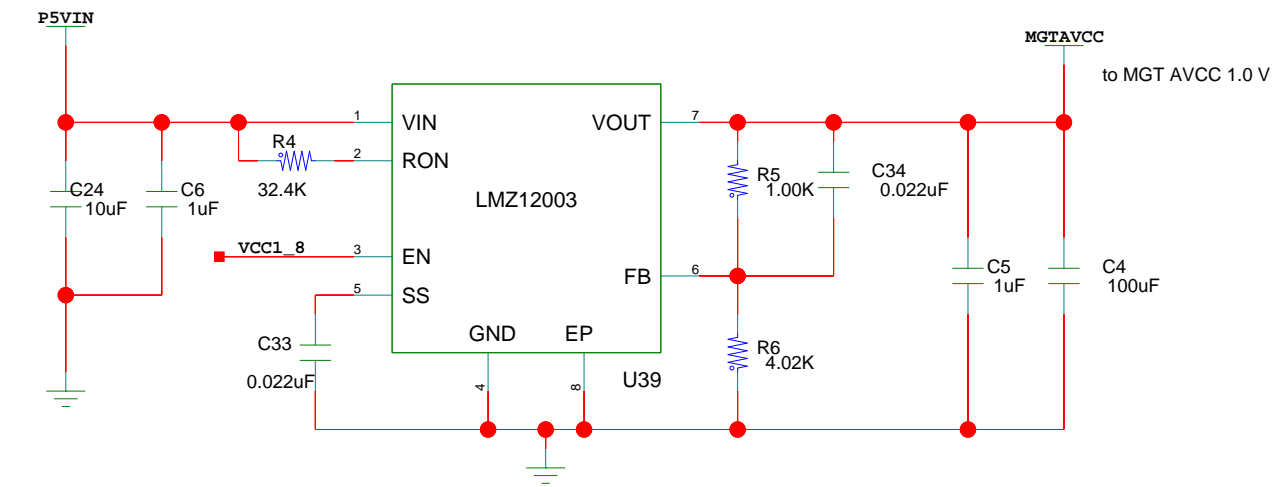 P5VIN
MGTAVCC
to MGT AVCC 1.0 V
1
VIN
VOUT
7
R4
2
RON
32.4K
C24
10uF
C6
1uF
LMZ12003
R5
1.00K
C34
0.022uF
VCC1_8
3
EN
FB
6
5
SS
C5
1uF
C4
100uF
C33
0.022uF
GND
EP
R6
4.02K
4
8
U39